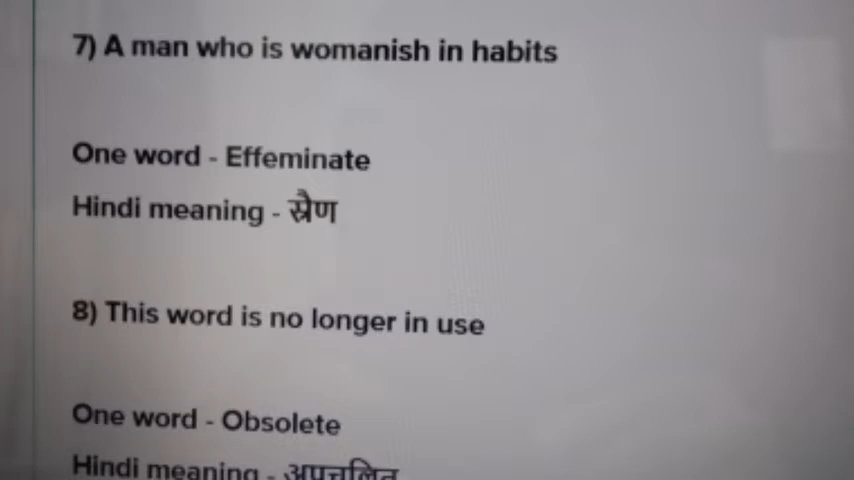 7) A man who is womanish in habits
One word - Effeminate
Hindi meaning - स्रैण
8) This word is no longer in use
One word - Obsolete
Hindi meaning - अप्रचलित